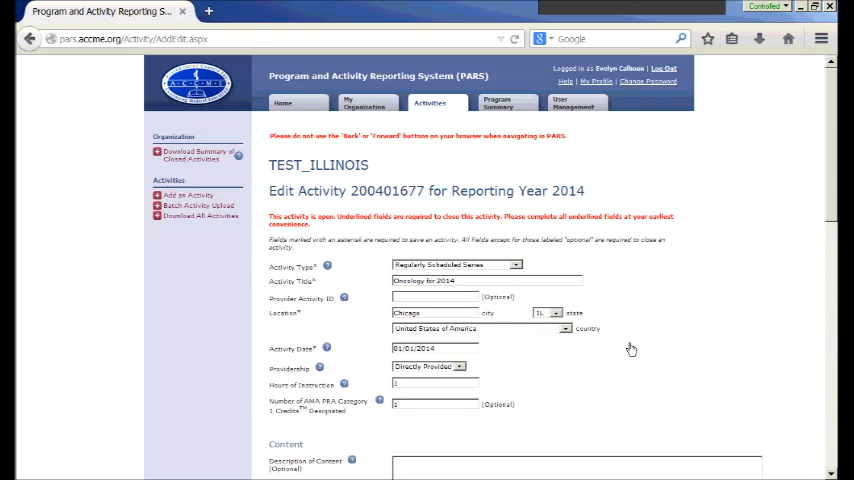 Program and Activity Reporting S...
Controlled
pars.accme.org/Activity/AddEdit.aspx
Google
ACCME
Program and Activity Reporting System (PARS)
Logged in as Evelyn Calhoun | Log Out
Help | My Profile | Change Password
Home
My Organization
Activities
Program Summary
User Management
Please do not use the 'Back' or 'Forward' buttons on your browser when navigating in PARS.
Organization
Download Summary of
Closed Activities
Activities
Add an Activity
Batch Activity Upload
Download All Activities
TEST_ILLINOIS
Edit Activity 200401677 for Reporting Year 2014
This activity is open. Underlined fields are required to close this activity. Please complete all underlined fields at your earliest
convenience.
Fields marked with an asterisk are required to save an activity. All fields except for those labeled "optional" are required to close an
activity.
Activity Type* Regularly Scheduled Series
Activity Title* Oncology for 2014
Provider Activity ID (Optional)
Location* Chicago city IL state
United States of America country
Activity Date* 01/01/2014
Providership Directly Provided
Hours of Instruction 1
Number of AMA PRA Category
1 Credits™ Designated 1 (Optional)
Content
Description of Content
(Optional)